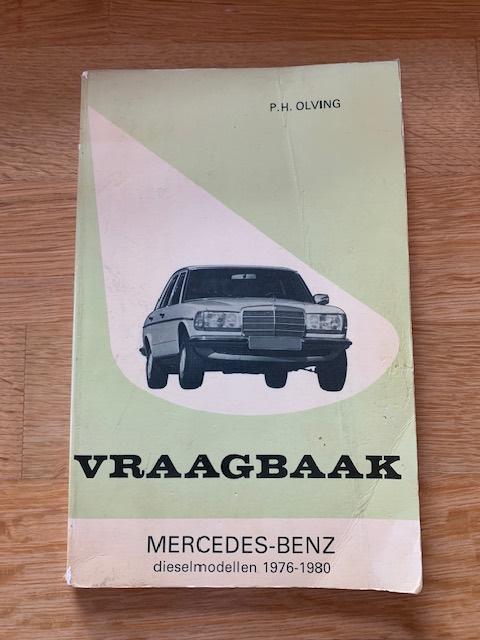 P.H. OLVING
VRAAGBAAK
MERCEDES-BENZ
dieselmodellen 1976-1980